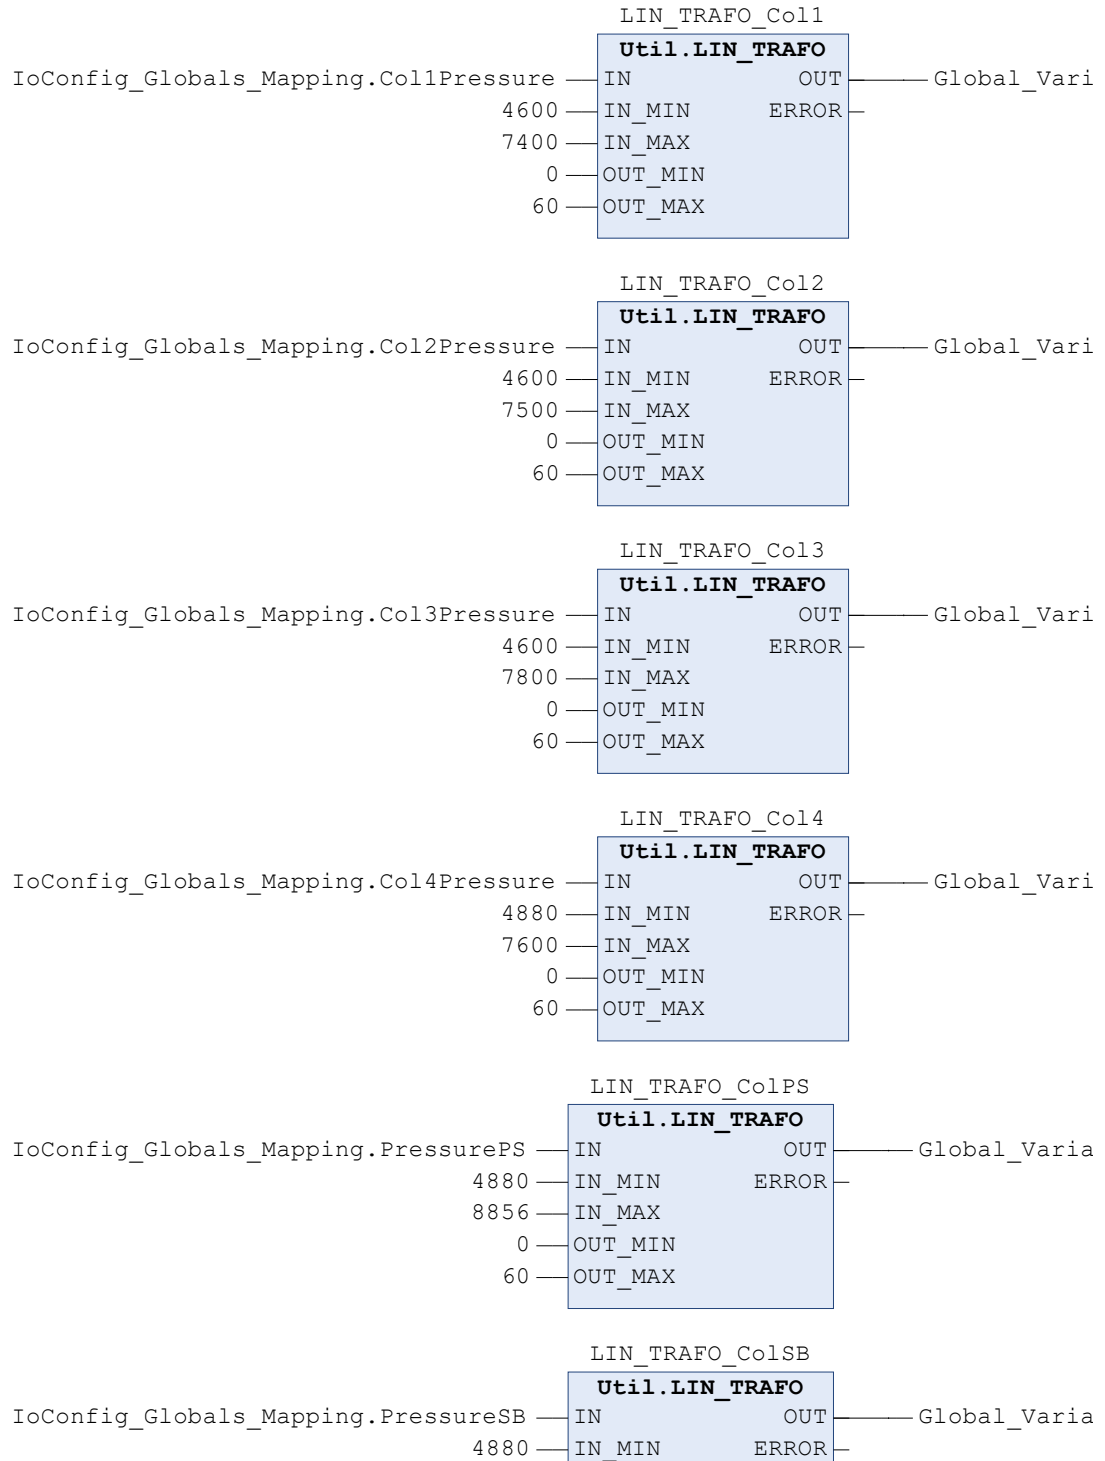 LIN_TRAFO_Col1
Util.LIN_TRAFO
IoConfig_Globals_Mapping.Col1Pressure IN OUT Global_Vari
4600 IN_MIN ERROR
7400 IN_MAX
0 OUT_MIN
60 OUT_MAX
LIN_TRAFO_Col2
Util.LIN_TRAFO
IoConfig_Globals_Mapping.Col2Pressure IN OUT Global_Vari
4600 IN_MIN ERROR
7500 IN_MAX
0 OUT_MIN
60 OUT_MAX
LIN_TRAFO_Col3
Util.LIN_TRAFO
IoConfig_Globals_Mapping.Col3Pressure IN OUT Global_Vari
4600 IN_MIN ERROR
7800 IN_MAX
0 OUT_MIN
60 OUT_MAX
LIN_TRAFO_Col4
Util.LIN_TRAFO
IoConfig_Globals_Mapping.Col4Pressure IN OUT Global_Vari
4880 IN_MIN ERROR
7600 IN_MAX
0 OUT_MIN
60 OUT_MAX
LIN_TRAFO_ColPS
Util.LIN_TRAFO
IoConfig_Globals_Mapping.PressurePS IN OUT Global_Varia
4880 IN_MIN ERROR
8856 IN_MAX
0 OUT_MIN
60 OUT_MAX
LIN_TRAFO_ColSB
Util.LIN_TRAFO
IoConfig_Globals_Mapping.PressureSB IN OUT Global_Varia
4880 IN_MIN ERROR